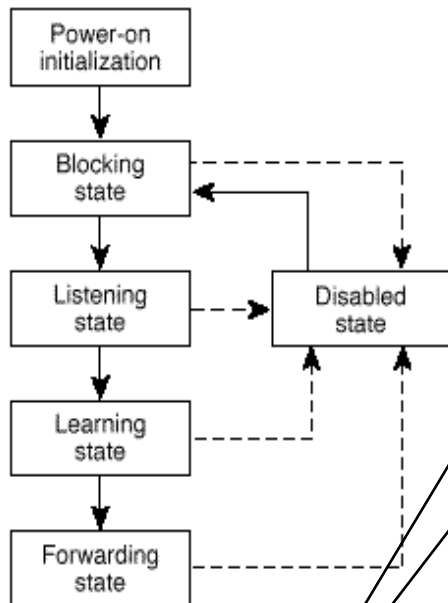 Power-on
initialization
Blocking
state
Listening
state
Disabled
state
Learning
state
Forwarding
state